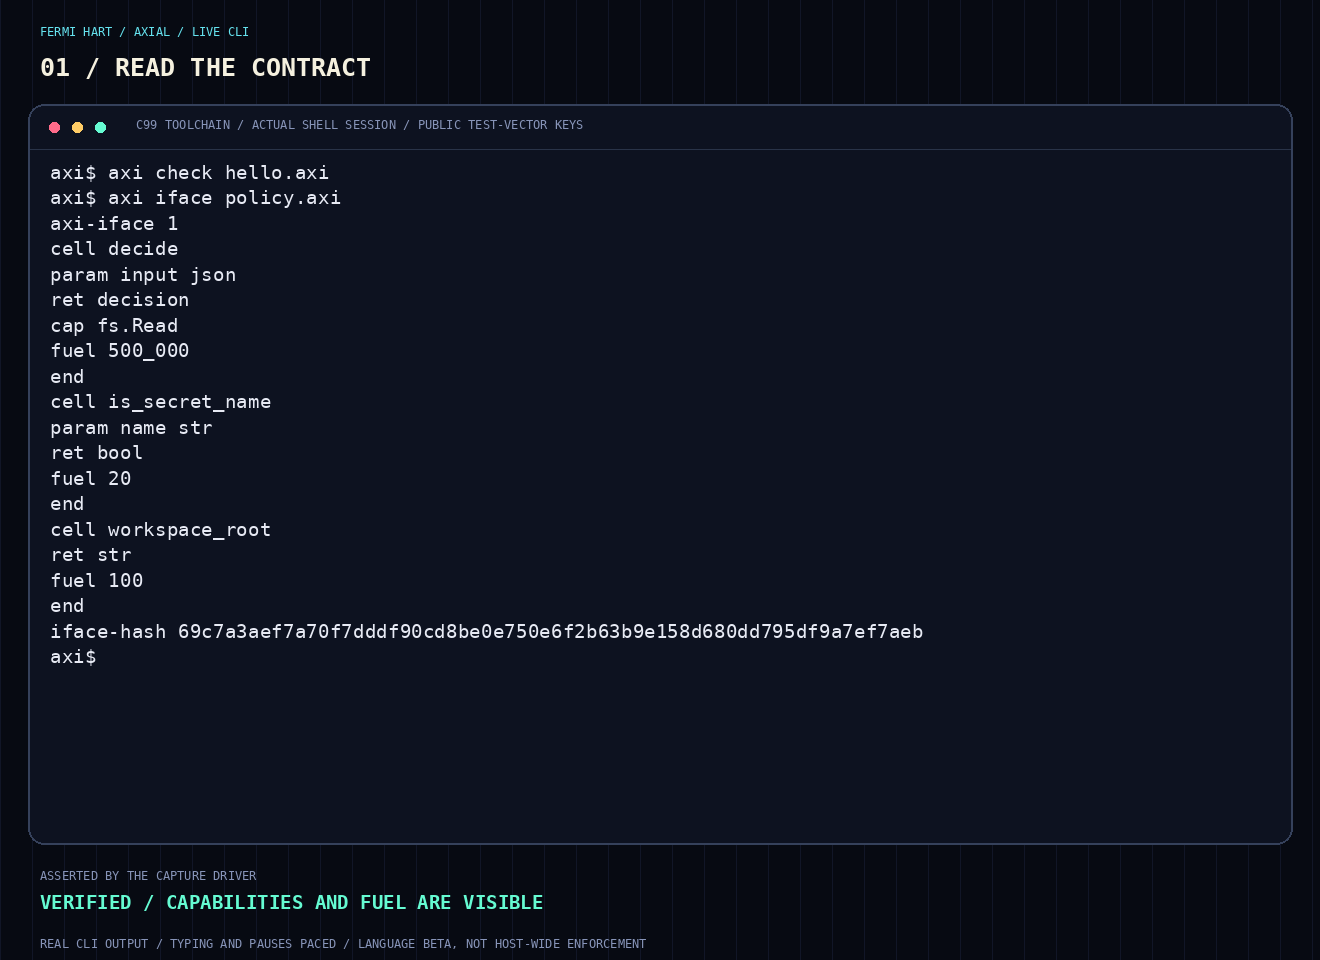 FERMI HART / AXIAL / LIVE CLI
01 / READ THE CONTRACT
C99 TOOLCHAIN / ACTUAL SHELL SESSION / PUBLIC TEST-VECTOR KEYS
axi$ axi check hello.axi
axi$ axi iface policy.axi
axi-iface 1
cell decide
param input json
ret decision
cap fs.Read
fuel 500_000
end
cell is_secret_name
param name str
ret bool
fuel 20
end
cell workspace_root
ret str
fuel 100
end
iface-hash 69c7a3aef7a70f7dddf90cd8be0e750e6f2b63b9e158d680dd795df9a7ef7aeb
axi$
ASSERTED BY THE CAPTURE DRIVER
VERIFIED / CAPABILITIES AND FUEL ARE VISIBLE
REAL CLI OUTPUT / TYPING AND PAUSES PACED / LANGUAGE BETA, NOT HOST-WIDE ENFORCEMENT